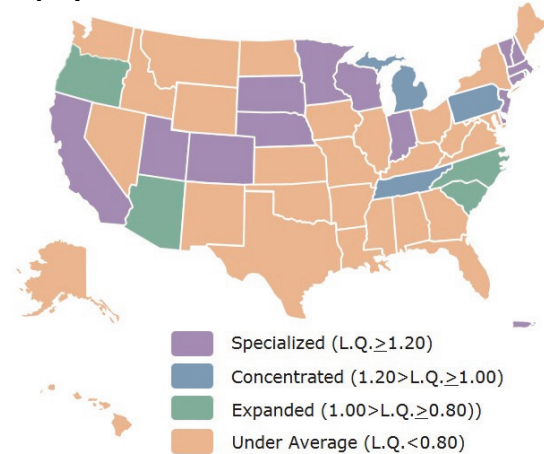 Specialized (L.Q.≥1.20)
Concentrated (1.20>L.Q.≥1.00)
Expanded (1.00>L.Q.≥0.80))
Under Average (L.Q.<0.80)